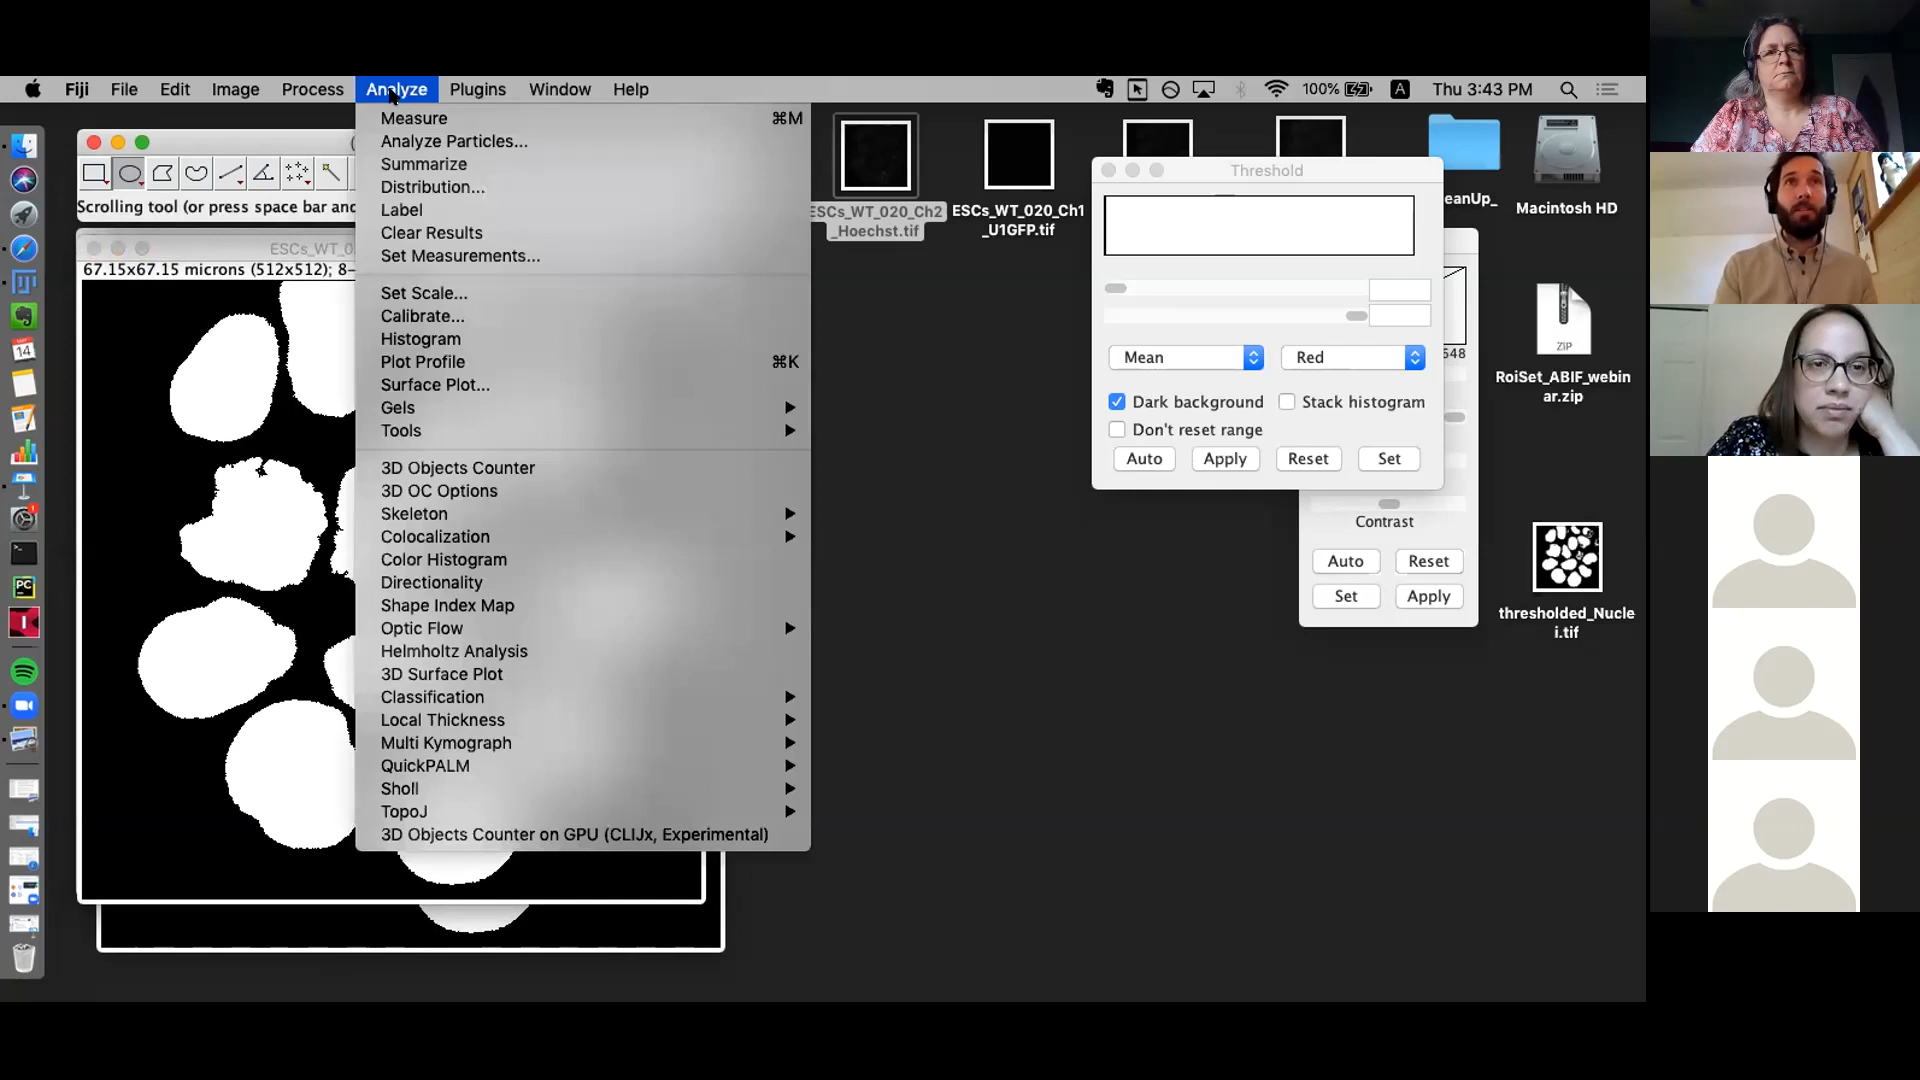 Fiji File Edit Image Process Analyze Plugins Window Help
100% A Thu 3:43 PM
Scrolling tool (or press space bar and
ESCs_WT_0
67.15x67.15 microns (512x512); 8-
Measure ⌘M
Analyze Particles...
Summarize
Distribution...
Label
Clear Results
Set Measurements...
Set Scale...
Calibrate...
Histogram
Plot Profile ⌘K
Surface Plot...
Gels
Tools
3D Objects Counter
3D OC Options
Skeleton
Colocalization
Color Histogram
Directionality
Shape Index Map
Optic Flow
Helmholtz Analysis
3D Surface Plot
Classification
Local Thickness
Multi Kymograph
QuickPALM
Sholl
TopoJ
3D Objects Counter on GPU (CLIJx, Experimental)
ESCs_WT_020_Ch2
_Hoechst.tif
ESCs_WT_020_Ch1
_U1GFP.tif
Threshold
Mean Red
Dark background Stack histogram
Don't reset range
Auto Apply Reset Set
648
Contrast
Auto Reset
Set Apply
eanUp_
Macintosh HD
ZIP
RoiSet_ABIF_webin
ar.zip
thresholded_Nucle
i.tif
14
PC